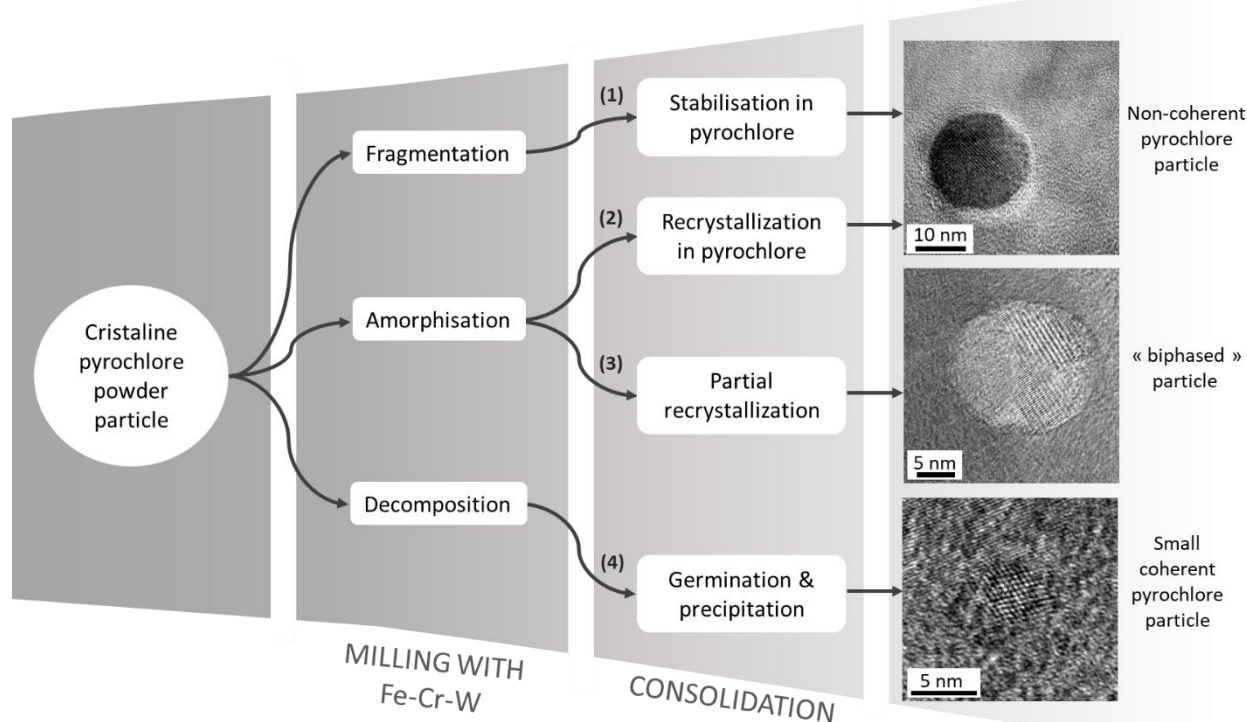 Cristaline
pyrochlore
powder
particle
Fragmentation
Amorphisation
Decomposition
MILLING WITH
Fe-Cr-W
(1)
Stabilisation in
pyrochlore
(2)
Recrystallization
in pyrochlore
(3)
Partial
recrystallization
(4)
Germination &
precipitation
CONSOLIDATION
10 nm
Non-coherent
pyrochlore
particle
5 nm
« biphased »
particle
5 nm
Small
coherent
pyrochlore
particle